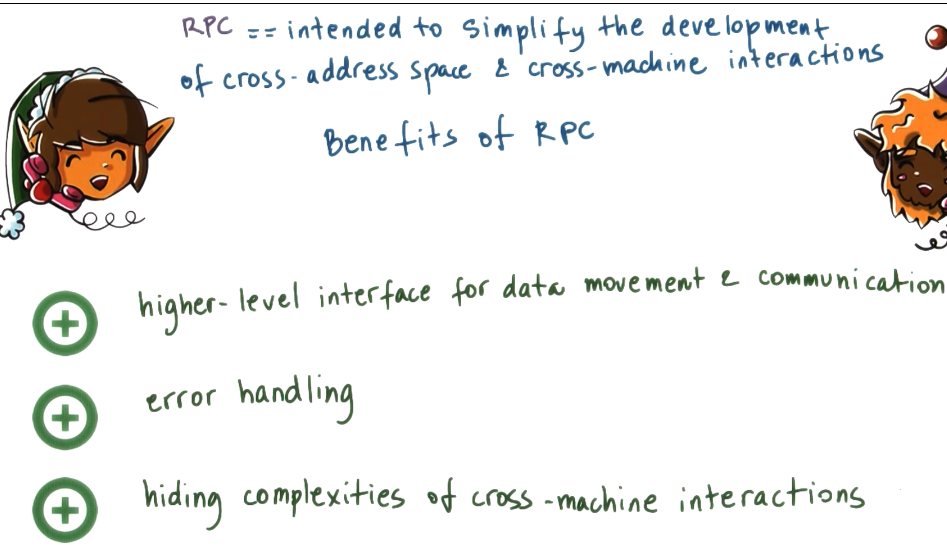 RPC == intended to simplify the development
of cross-address space & cross-machine interactions
Benefits of RPC
higher-level interface for data movement & communication
error handling
hiding complexities of cross-machine interactions